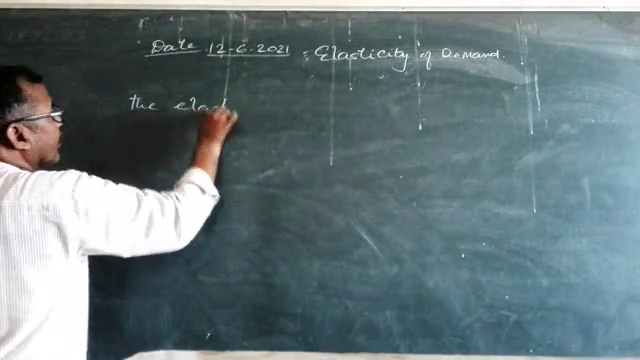 Date 12-6-2021 - Elasticity of Demand.
the elas